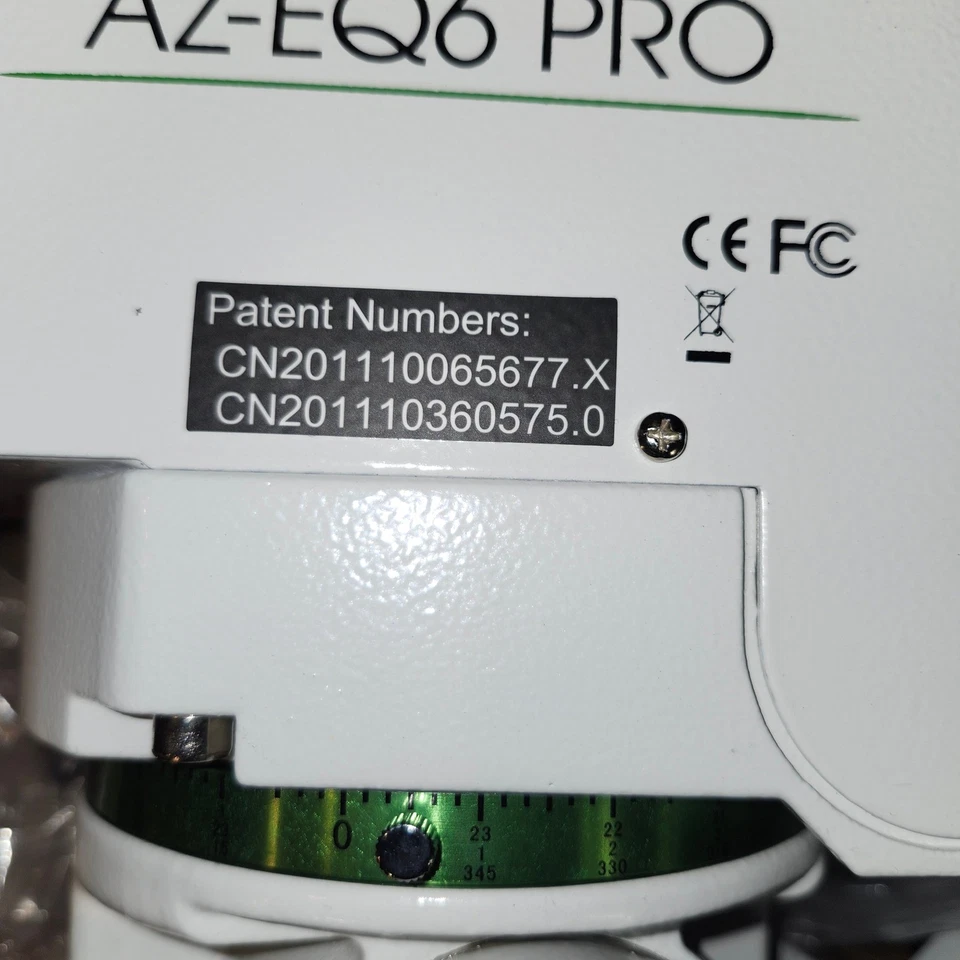 AZ-EQ6 PRO
CE FC
Patent Numbers:
CN201110065677.X
CN201110360575.0
0
23
22
1
2
345
330